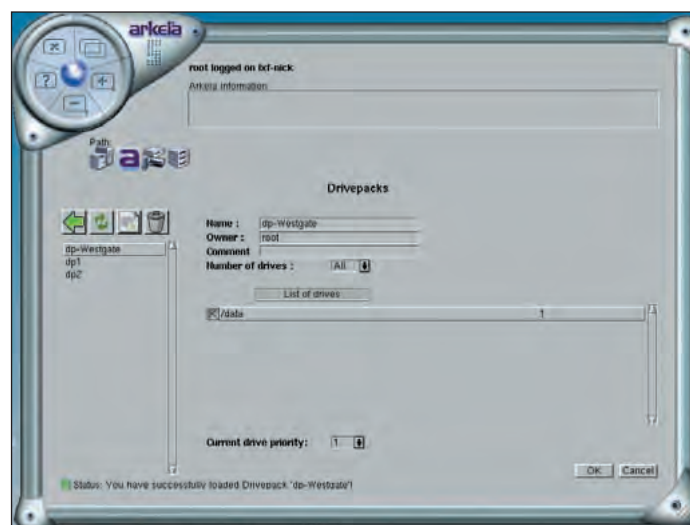 arkeia
root logged on lxf-nick
Arkeia information
Path:
Drivepacks
Name : dp-Westgate
Owner : root
Comment
Number of drives : All
dp-Westgate
dp1
dp2
List of drives
/data 1
Current drive priority: 1
OK Cancel
Status: You have successfully loaded Drivepack "dp-Westgate"!